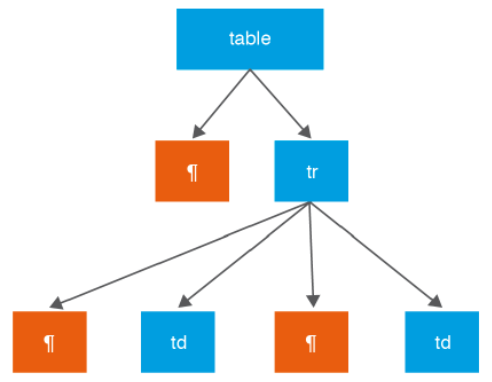 table
¶ tr
¶ td ¶ td